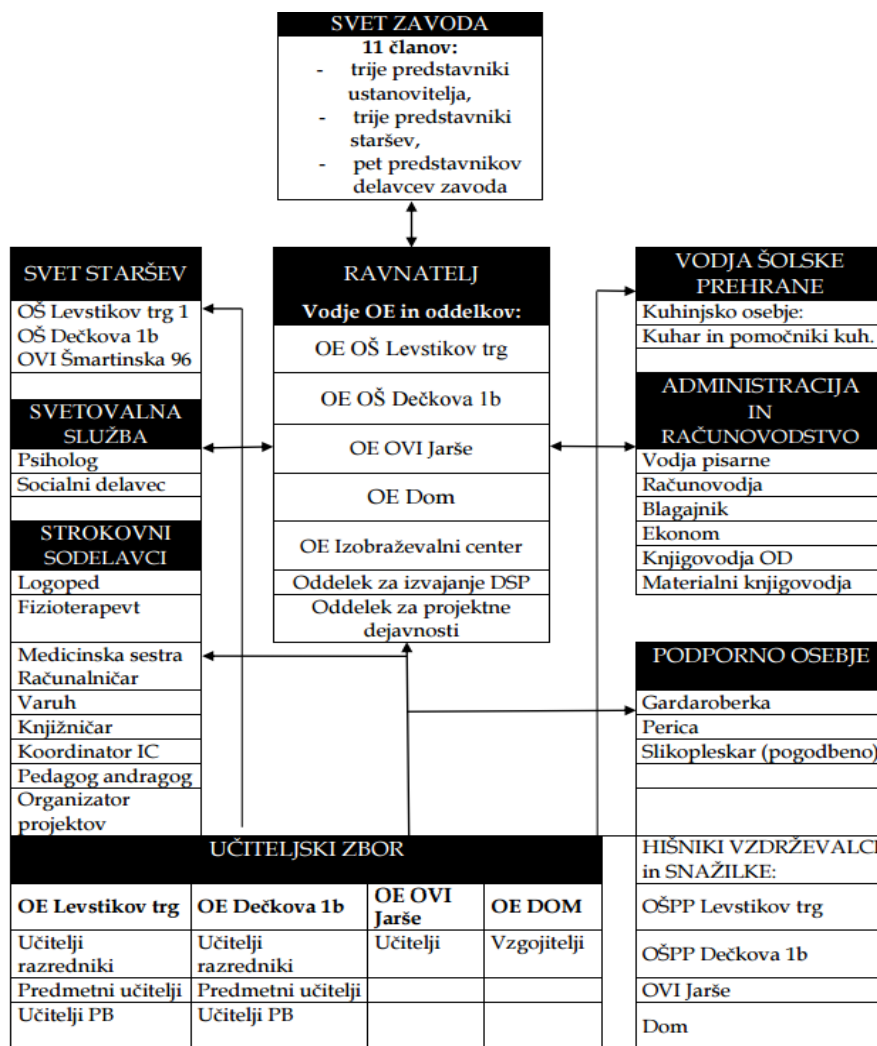 SVET ZAVODA
11 članov:
- trije predstavniki
ustanovitelja,
- trije predstavniki
staršev,
- pet predstavnikov
delavcev zavoda
SVET STARŠEV
OŠ Levstikov trg 1
OŠ Dečkova 1b
OVI Šmartinska 96
SVETOVALNA
SLUŽBA
Psiholog
Socialni delavec
STROKOVNI
SODELAVCI
Logoped
Fizioterapevt
Medicinska sestra
Računalničar
Varuh
Knjižničar
Koordinator IC
Pedagog andragog
Organizator
projektov
RAVNATELJ
Vodje OE in oddelkov:
OE OŠ Levstikov trg
OE OŠ Dečkova 1b
OE OVI Jarše
OE Dom
OE Izobraževalni center
Oddelek za izvajanje DSP
Oddelek za projektne
dejavnosti
VODJA ŠOLSKE
PREHRANE
Kuhinjsko osebje:
Kuhar in pomočniki kuh.
ADMINISTRACIJA
IN
RAČUNOVODSTVO
Vodja pisarne
Računovodja
Blagajnik
Ekonom
Knjigovodja OD
Materialni knjigovodja
PODPORNO OSEBJE
Gardaroberka
Perica
Slikopleskar (pogodbeno)
UČITELJSKI ZBOR
OE Levstikov trg
Učitelji
razredniki
Predmetni učitelji
Učitelji PB
OE Dečkova 1b
Učitelji
razredniki
Predmetni učitelji
Učitelji PB
OE OVI
Jarše
Učitelji
OE DOM
Vzgojitelji
HIŠNIKI VZDRŽEVALCI
in SNAŽILKE:
OŠPP Levstikov trg
OŠPP Dečkova 1b
OVI Jarše
Dom